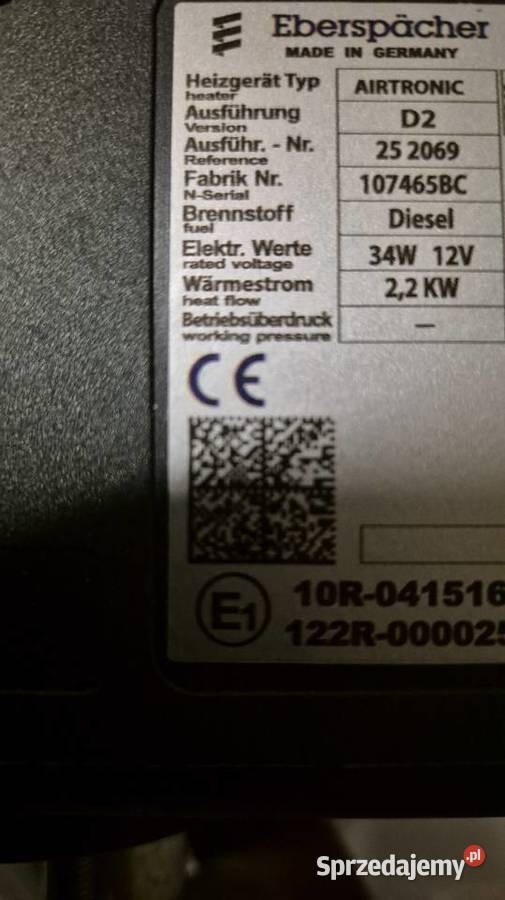 Eberspächer
MADE IN GERMANY
Heizgerät Typ AIRTRONIC
heater
Ausführung D2
Version
Ausführ. - Nr. 25 2069
Reference
Fabrik Nr. 107465BC
N-Serial
Brennstoff Diesel
fuel
Elektr. Werte 34W 12V
rated voltage
Wärmestrom 2,2 KW
heat flow
Betriebsüberdruck —
working pressure
CE
E1 10R-041516
122R-000025
Sprzedajemy.pl